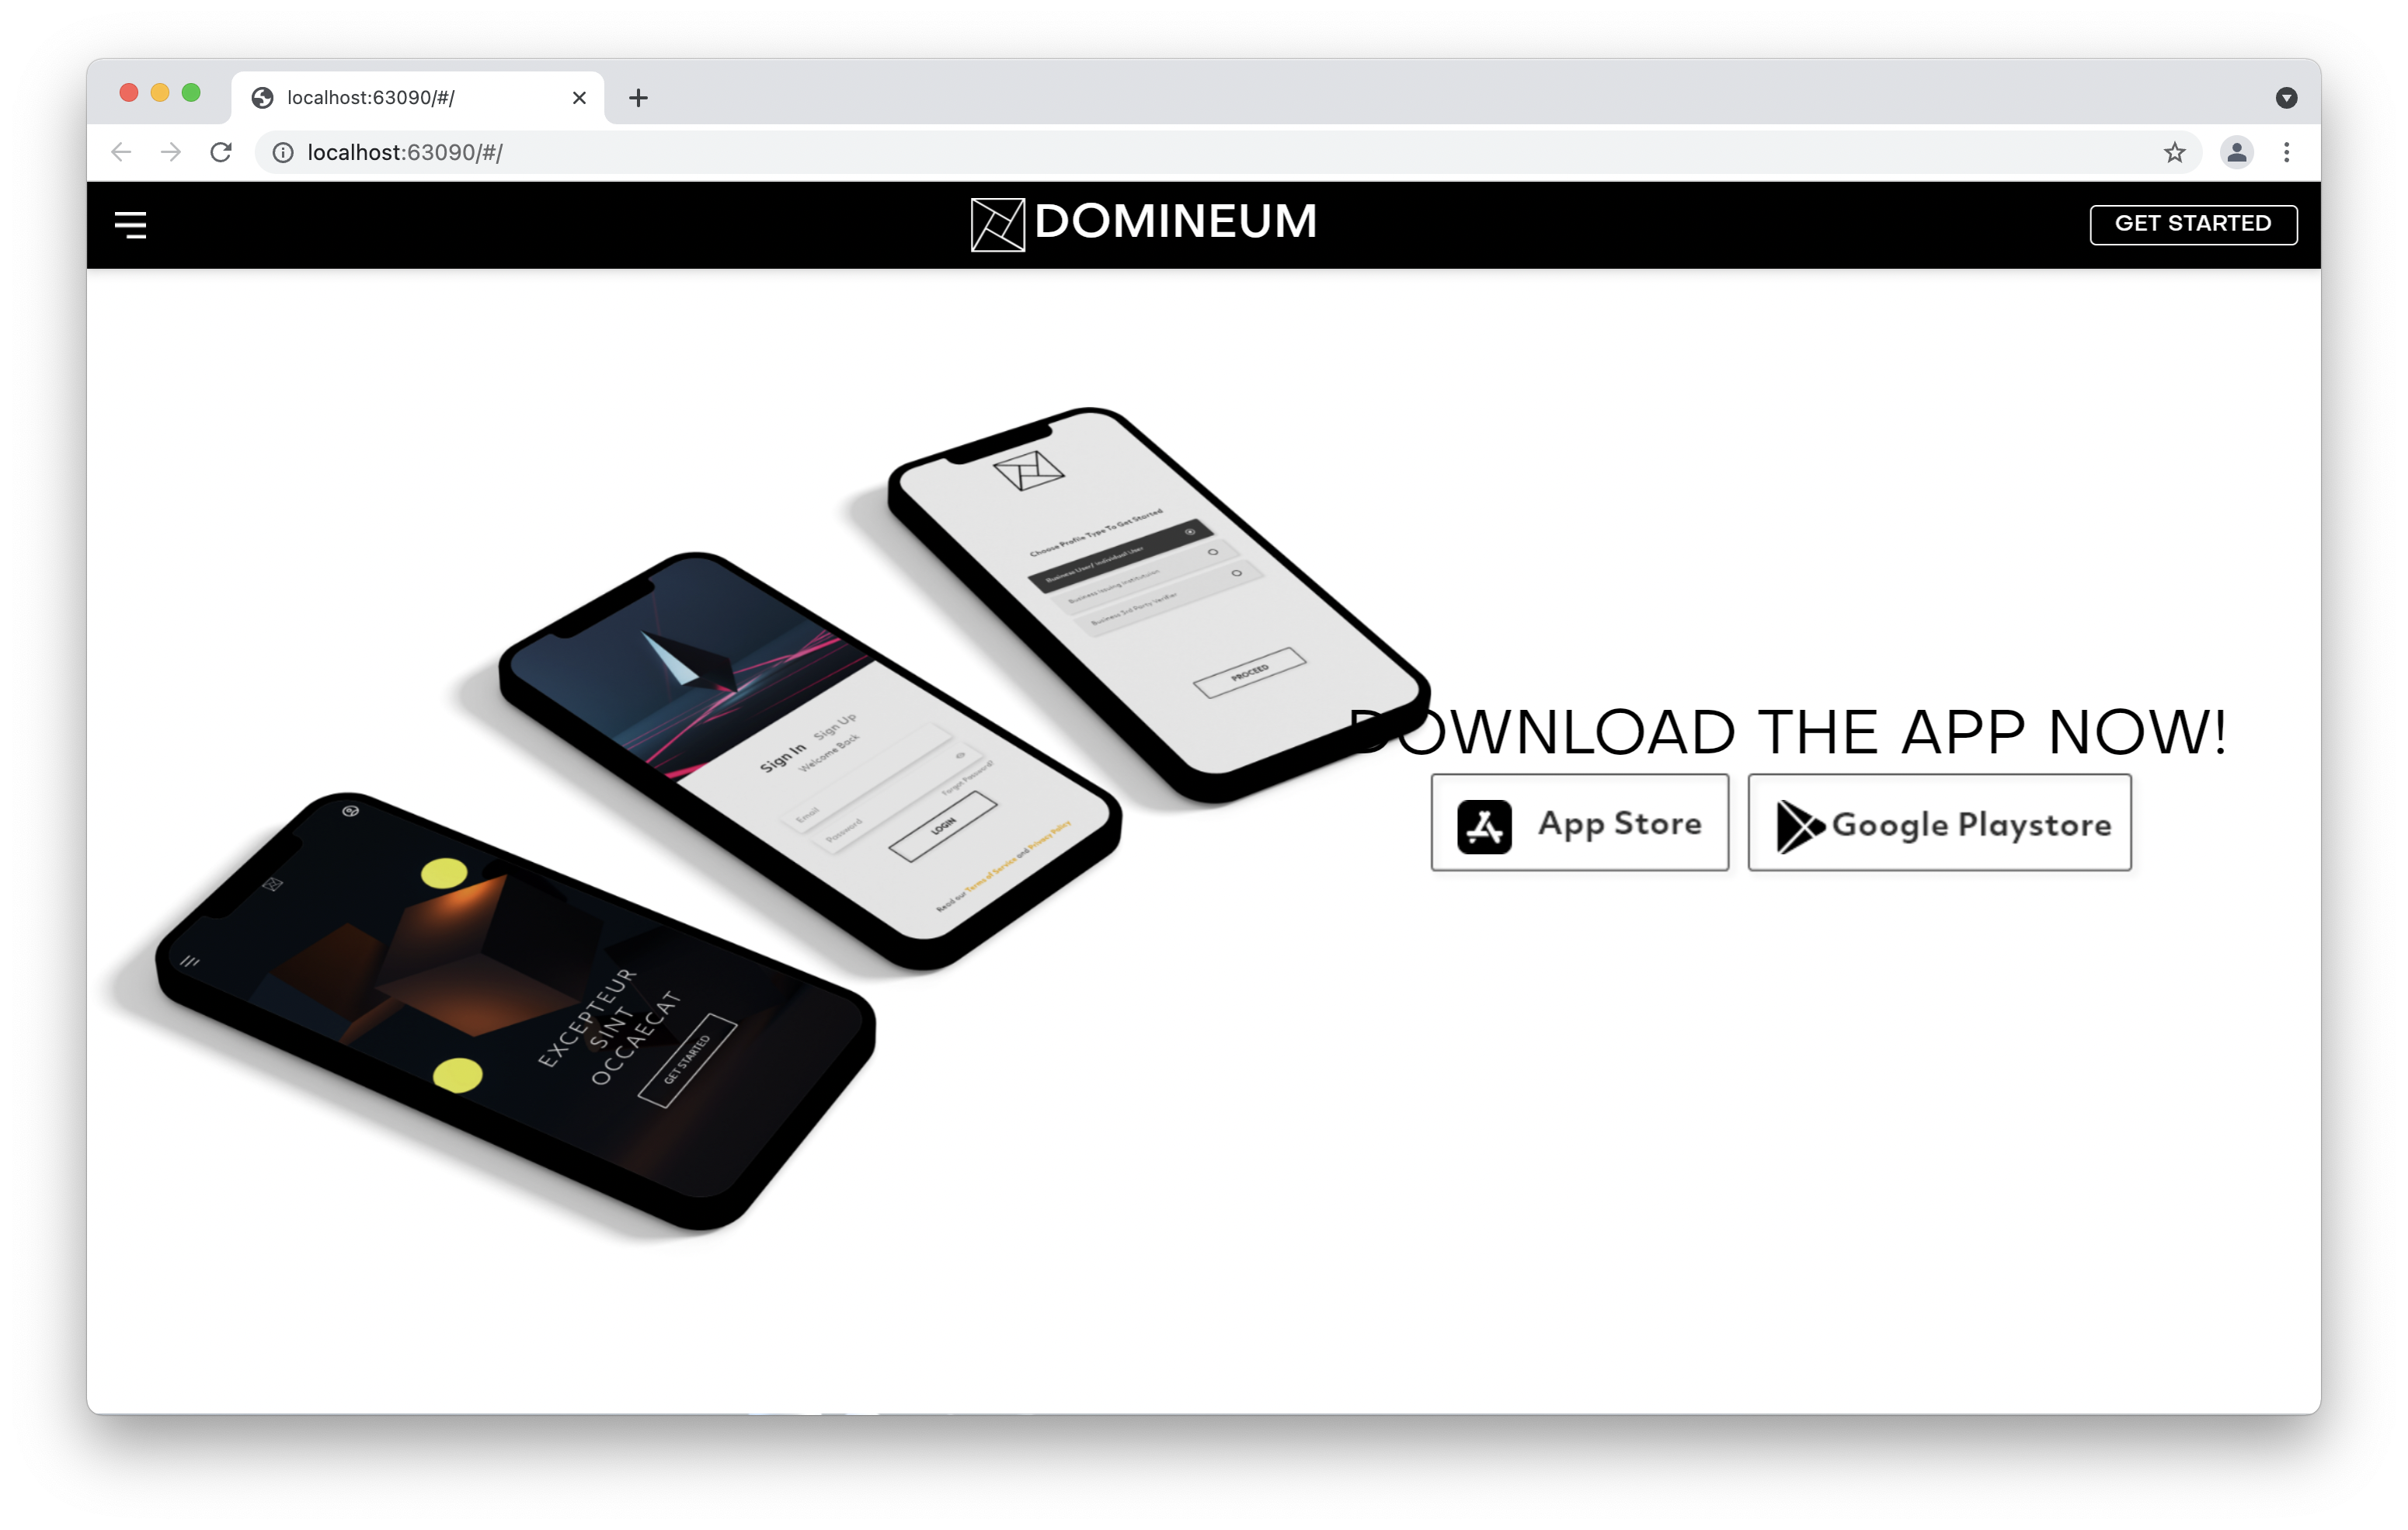 localhost:63090/#/
localhost:63090/#/
DOMINEUM
GET STARTED
Choose Profile Type To Get Started
Business User/ Individual User
Business Issuing Institutuion
Business 3rd Party Verifier
PROCEED
Sign In Sign Up
Welcome Back
Email
Password
Forgot Password?
LOGIN
Read our Terms of Service and Privacy Policy
EXCEPTEUR
SINT
OCCAECAT
GET STARTED
DOWNLOAD THE APP NOW!
App Store
Google Playstore